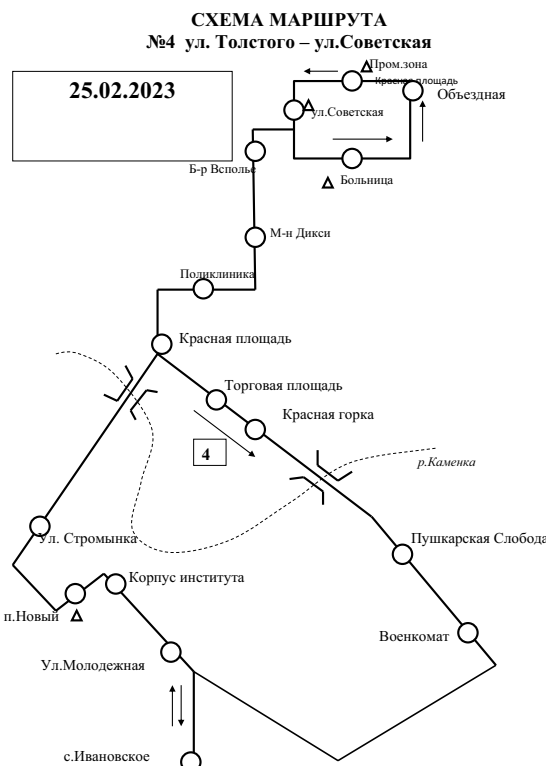 СХЕМА МАРШРУТА
№4 ул. Толстого – ул.Советская
25.02.2023
Пром.зона
Красная площадь
Объездная
ул.Советская
Б-р Всполье
Больница
М-н Дикси
Поликлиника
Красная площадь
Торговая площадь
Красная горка
4
р.Каменка
Ул. Стромынка
Пушкарская Слобода
Корпус института
п.Новый
Военкомат
Ул.Молодежная
с.Ивановское